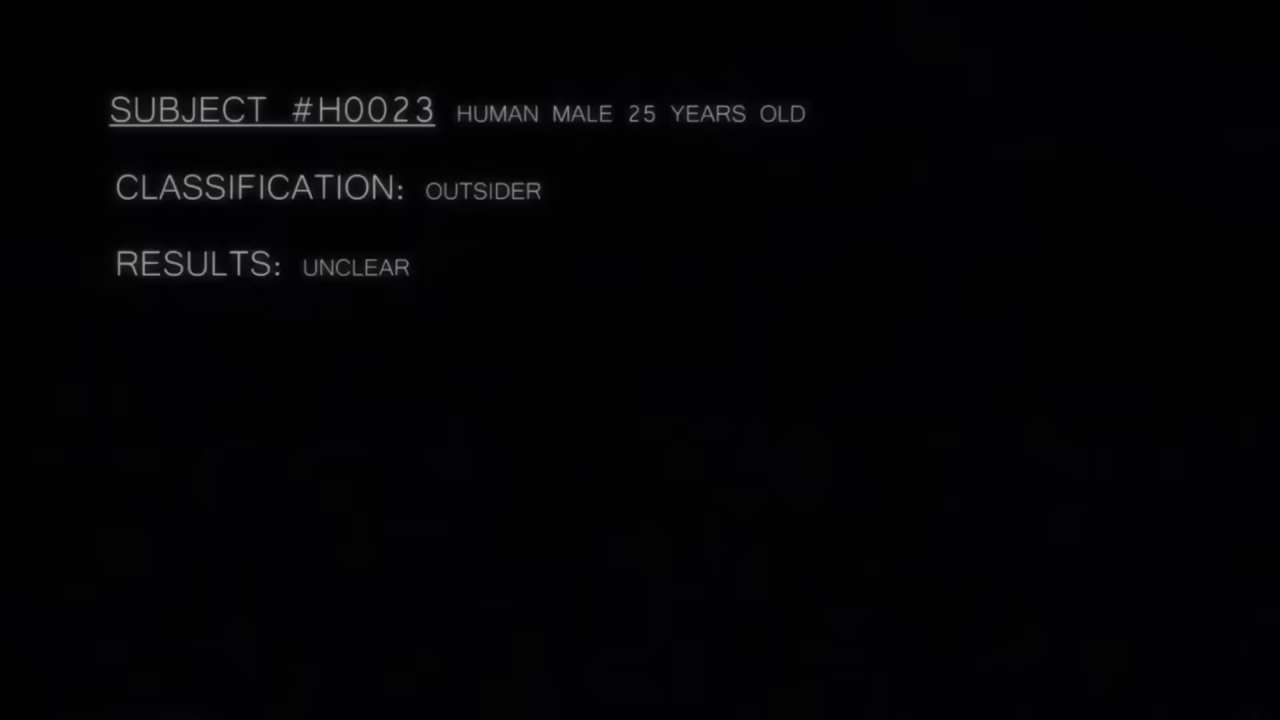 SUBJECT #H0023 HUMAN MALE 25 YEARS OLD
CLASSIFICATION: OUTSIDER
RESULTS: UNCLEAR